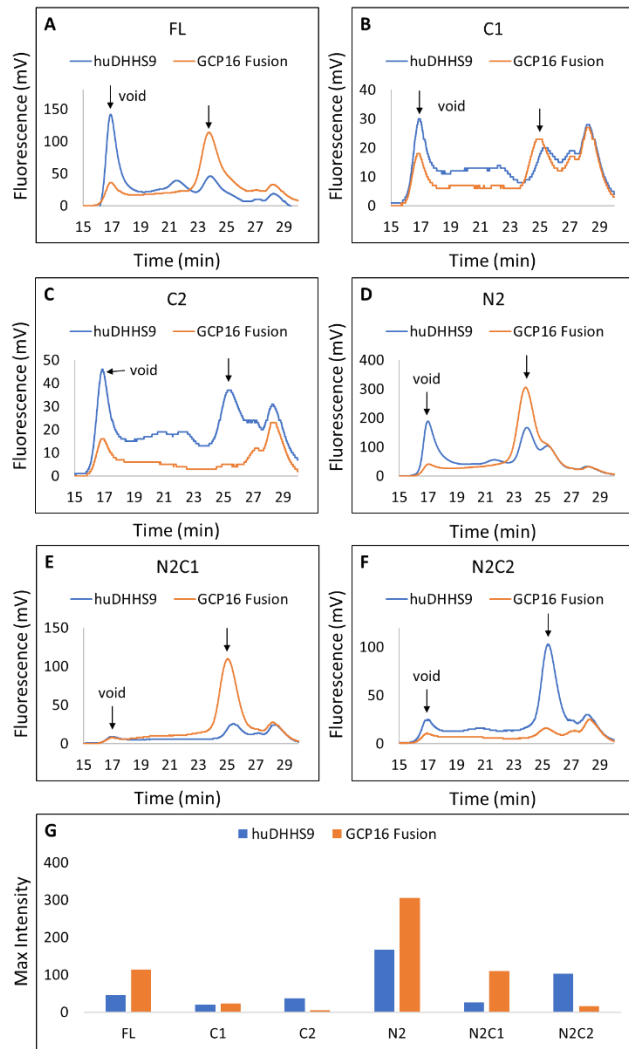 A FL
huDHHS9 GCP16 Fusion
void
Fluorescence (mV)
150
100
50
0
15 17 19 21 23 25 27 29
Time (min)
B C1
huDHHS9 GCP16 Fusion
void
Fluorescence (mV)
40
30
20
10
0
15 17 19 21 23 25 27 29
Time (min)
C C2
huDHHS9 GCP16 Fusion
void
Fluorescence (mV)
50
40
30
20
10
0
15 17 19 21 23 25 27 29
Time (min)
D N2
huDHHS9 GCP16 Fusion
void
Fluorescence (mV)
400
300
200
100
0
15 17 19 21 23 25 27 29
Time (min)
E N2C1
huDHHS9 GCP16 Fusion
void
Fluorescence (mV)
150
100
50
0
15 17 19 21 23 25 27 29
Time (min)
F N2C2
huDHHS9 GCP16 Fusion
void
Fluorescence (mV)
100
50
0
15 17 19 21 23 25 27 29
Time (min)
G
huDHHS9 GCP16 Fusion
Max Intensity
400
300
200
100
0
FL C1 C2 N2 N2C1 N2C2